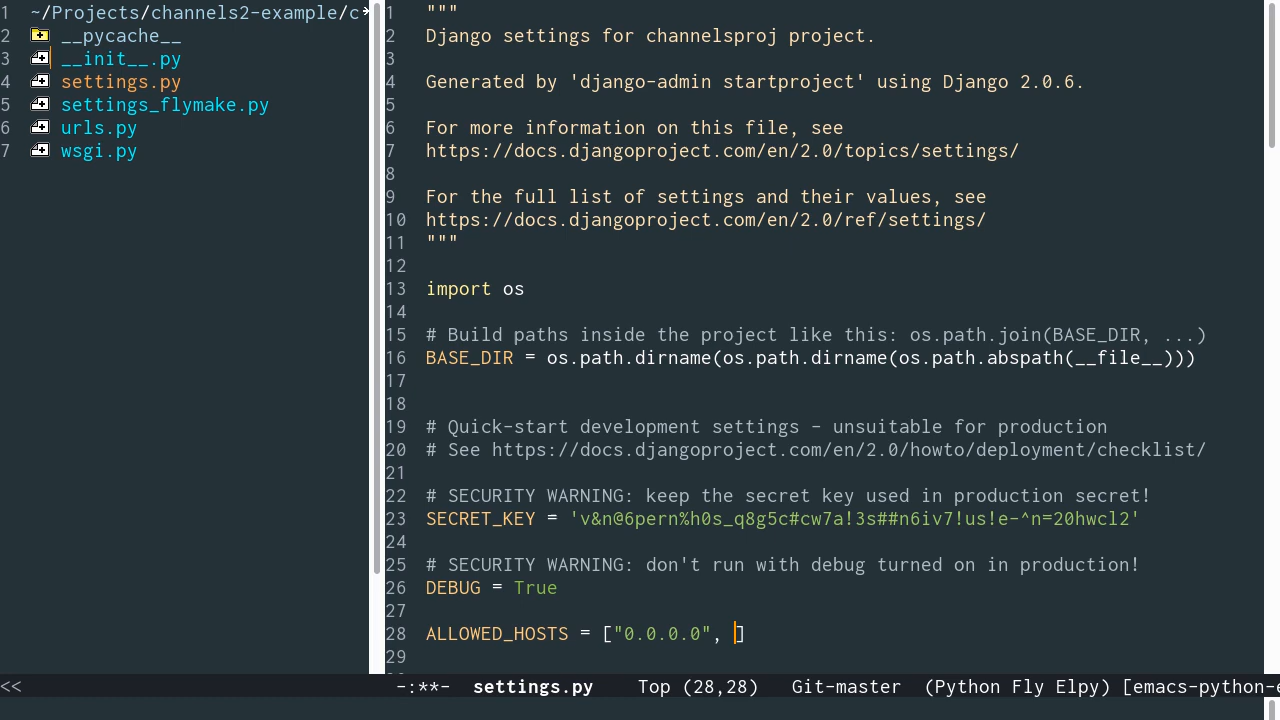 1 ~/Projects/channels2-example/c
2 __pycache__
3 __init__.py
4 settings.py
5 settings_flymake.py
6 urls.py
7 wsgi.py
<<
1 """
2 Django settings for channelsproj project.
3
4 Generated by 'django-admin startproject' using Django 2.0.6.
5
6 For more information on this file, see
7 https://docs.djangoproject.com/en/2.0/topics/settings/
8
9 For the full list of settings and their values, see
10 https://docs.djangoproject.com/en/2.0/ref/settings/
11 """
12
13 import os
14
15 # Build paths inside the project like this: os.path.join(BASE_DIR, ...)
16 BASE_DIR = os.path.dirname(os.path.dirname(os.path.abspath(__file__)))
17
18
19 # Quick-start development settings - unsuitable for production
20 # See https://docs.djangoproject.com/en/2.0/howto/deployment/checklist/
21
22 # SECURITY WARNING: keep the secret key used in production secret!
23 SECRET_KEY = 'v&n@6pern%h0s_q8g5c#cw7a!3s##n6iv7!us!e-^n=20hwcl2'
24
25 # SECURITY WARNING: don't run with debug turned on in production!
26 DEBUG = True
27
28 ALLOWED_HOSTS = ["0.0.0.0", ]
29
-:**- settings.py Top (28,28) Git-master (Python Fly Elpy) [emacs-python-e